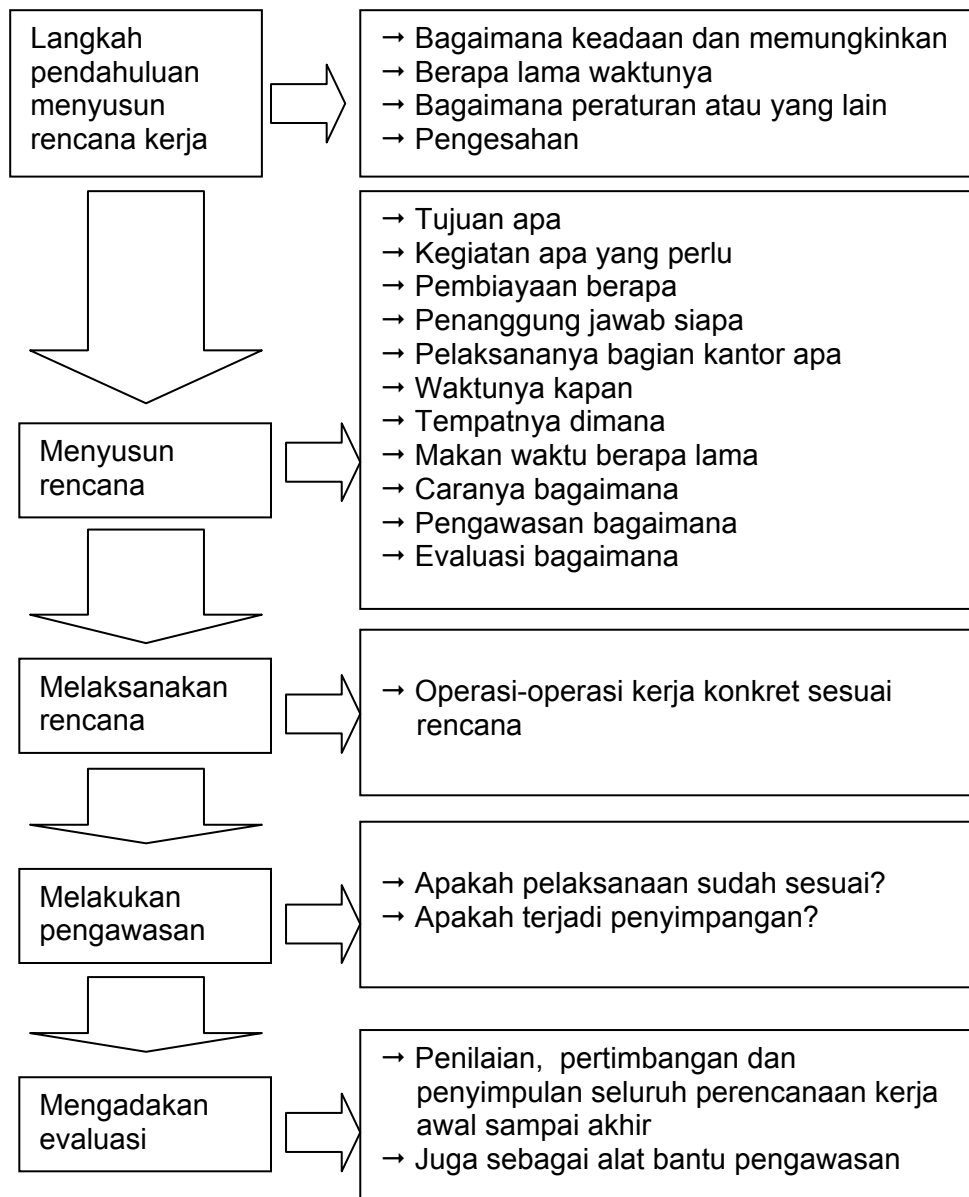 Langkah
pendahuluan
menyusun
rencana kerja
→ Bagaimana keadaan dan memungkinkan
→ Berapa lama waktunya
→ Bagaimana peraturan atau yang lain
→ Pengesahan
Menyusun
rencana
→ Tujuan apa
→ Kegiatan apa yang perlu
→ Pembiayaan berapa
→ Penanggung jawab siapa
→ Pelaksananya bagian kantor apa
→ Waktunya kapan
→ Tempatnya dimana
→ Makan waktu berapa lama
→ Caranya bagaimana
→ Pengawasan bagaimana
→ Evaluasi bagaimana
Melaksanakan
rencana
→ Operasi-operasi kerja konkret sesuai
rencana
Melakukan
pengawasan
→ Apakah pelaksanaan sudah sesuai?
→ Apakah terjadi penyimpangan?
Mengadakan
evaluasi
→ Penilaian, pertimbangan dan
penyimpulan seluruh perencanaan kerja
awal sampai akhir
→ Juga sebagai alat bantu pengawasan